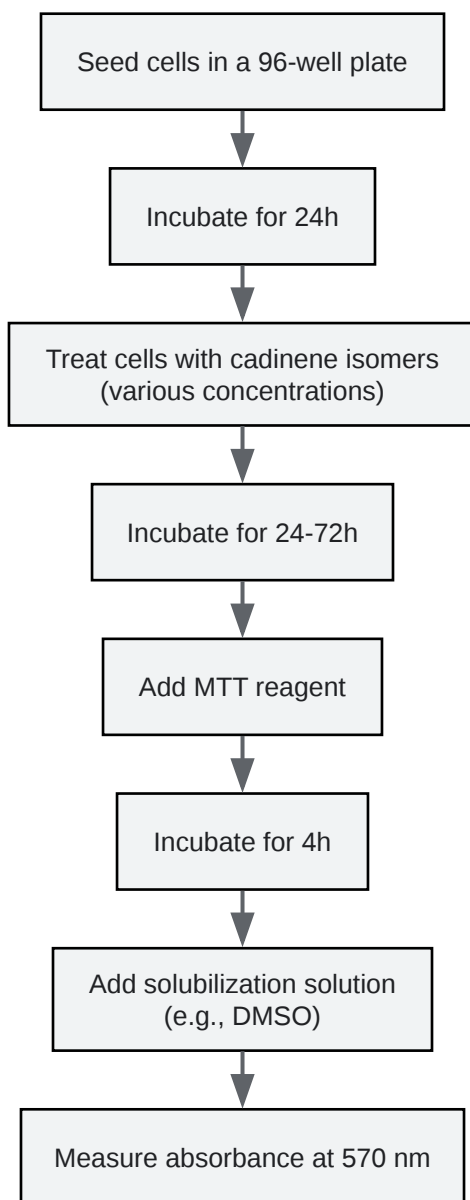 Seed cells in a 96-well plate
Incubate for 24h
Treat cells with cadinene isomers
(various concentrations)
Incubate for 24-72h
Add MTT reagent
Incubate for 4h
Add solubilization solution
(e.g., DMSO)
Measure absorbance at 570 nm